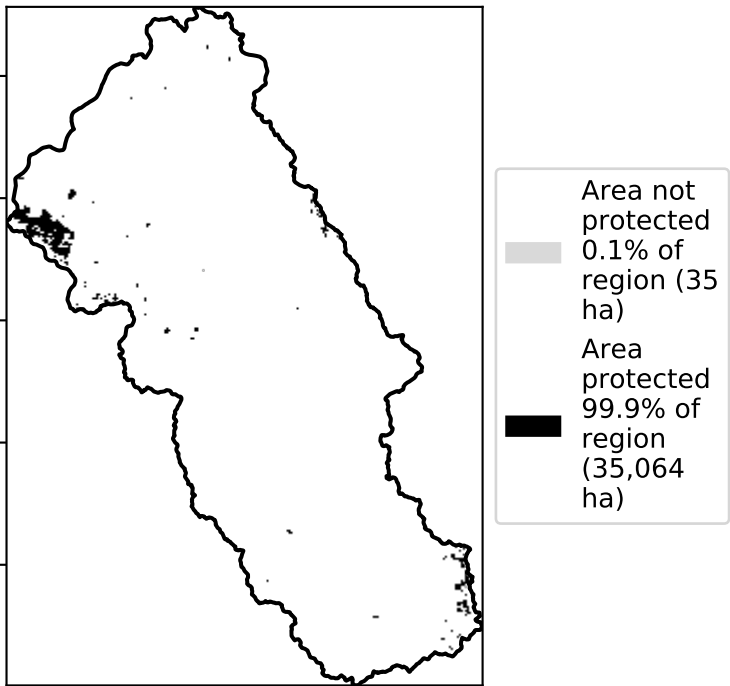 Area not
protected
0.1% of
region (35
ha)
Area
protected
99.9% of
region
(35,064
ha)